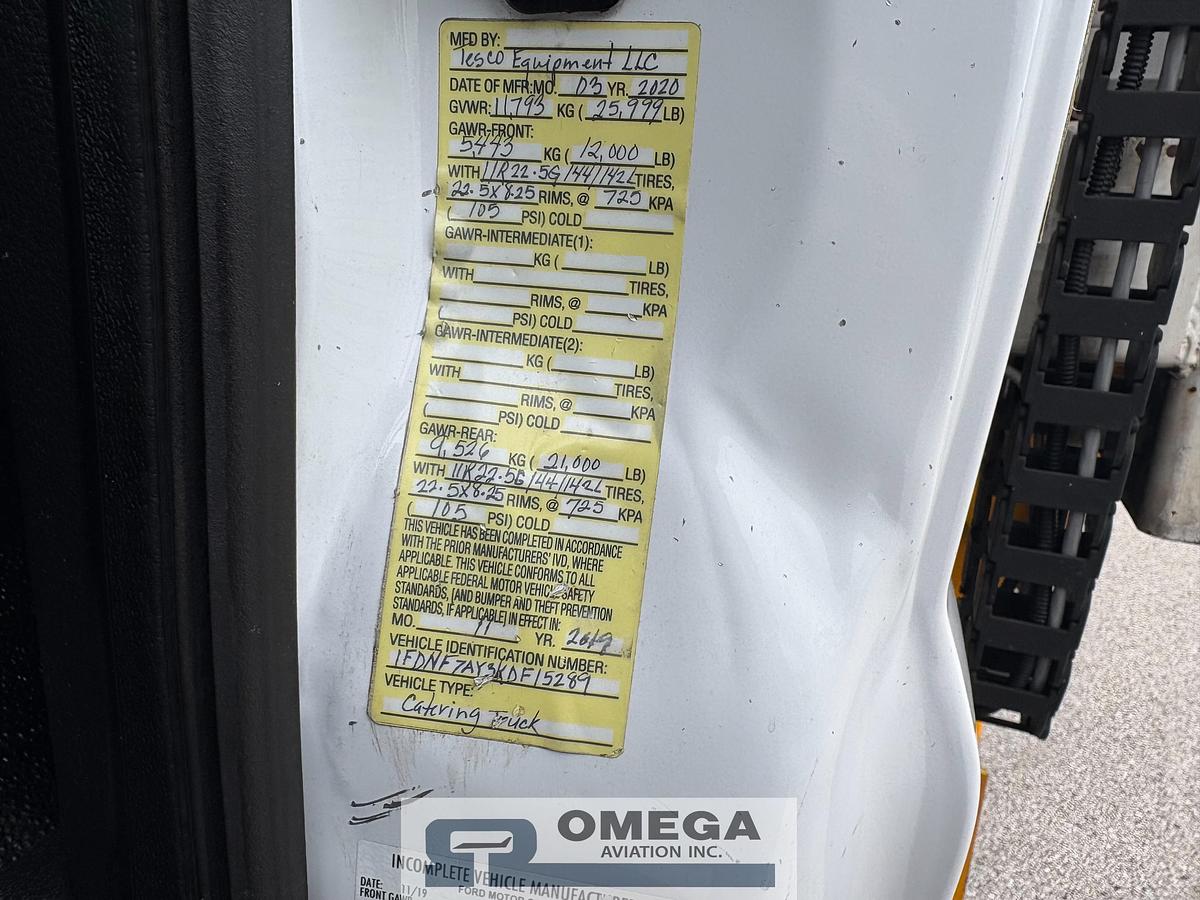 MFD BY:
Tesco Equipment LLC
DATE OF MFR: MO. 03 YR. 2020
GVWR: 11,793 KG ( 25,999 LB)
GAWR-FRONT:
5,443 KG ( 12,000 LB)
WITH 11R22.5G 144/142L TIRES,
22.5X8.25 RIMS, @ 725 KPA
( 105 PSI) COLD
GAWR-INTERMEDIATE(1):
KG ( LB)
WITH TIRES,
RIMS, @ KPA
( PSI) COLD
GAWR-INTERMEDIATE(2):
KG ( LB)
WITH TIRES,
RIMS, @ KPA
( PSI) COLD
GAWR-REAR:
9,526 KG ( 21,000 LB)
WITH 11R22.5G 144/142L TIRES,
22.5X8.25 RIMS, @ 725 KPA
( 105 PSI) COLD
THIS VEHICLE HAS BEEN COMPLETED IN ACCORDANCE
WITH THE PRIOR MANUFACTURERS' IVD, WHERE
APPLICABLE. THIS VEHICLE CONFORMS TO ALL
APPLICABLE FEDERAL MOTOR VEHICLE SAFETY
STANDARDS, [AND BUMPER AND THEFT PREVENTION
STANDARDS, IF APPLICABLE] IN EFFECT IN:
MO. 11 YR. 2019
VEHICLE IDENTIFICATION NUMBER:
1FDNF7AY3KDF15289
VEHICLE TYPE:
Catering Truck
OMEGA
AVIATION INC.
INCOMPLETE VEHICLE
DATE: 11/19
FORD MOTOR
FRONT